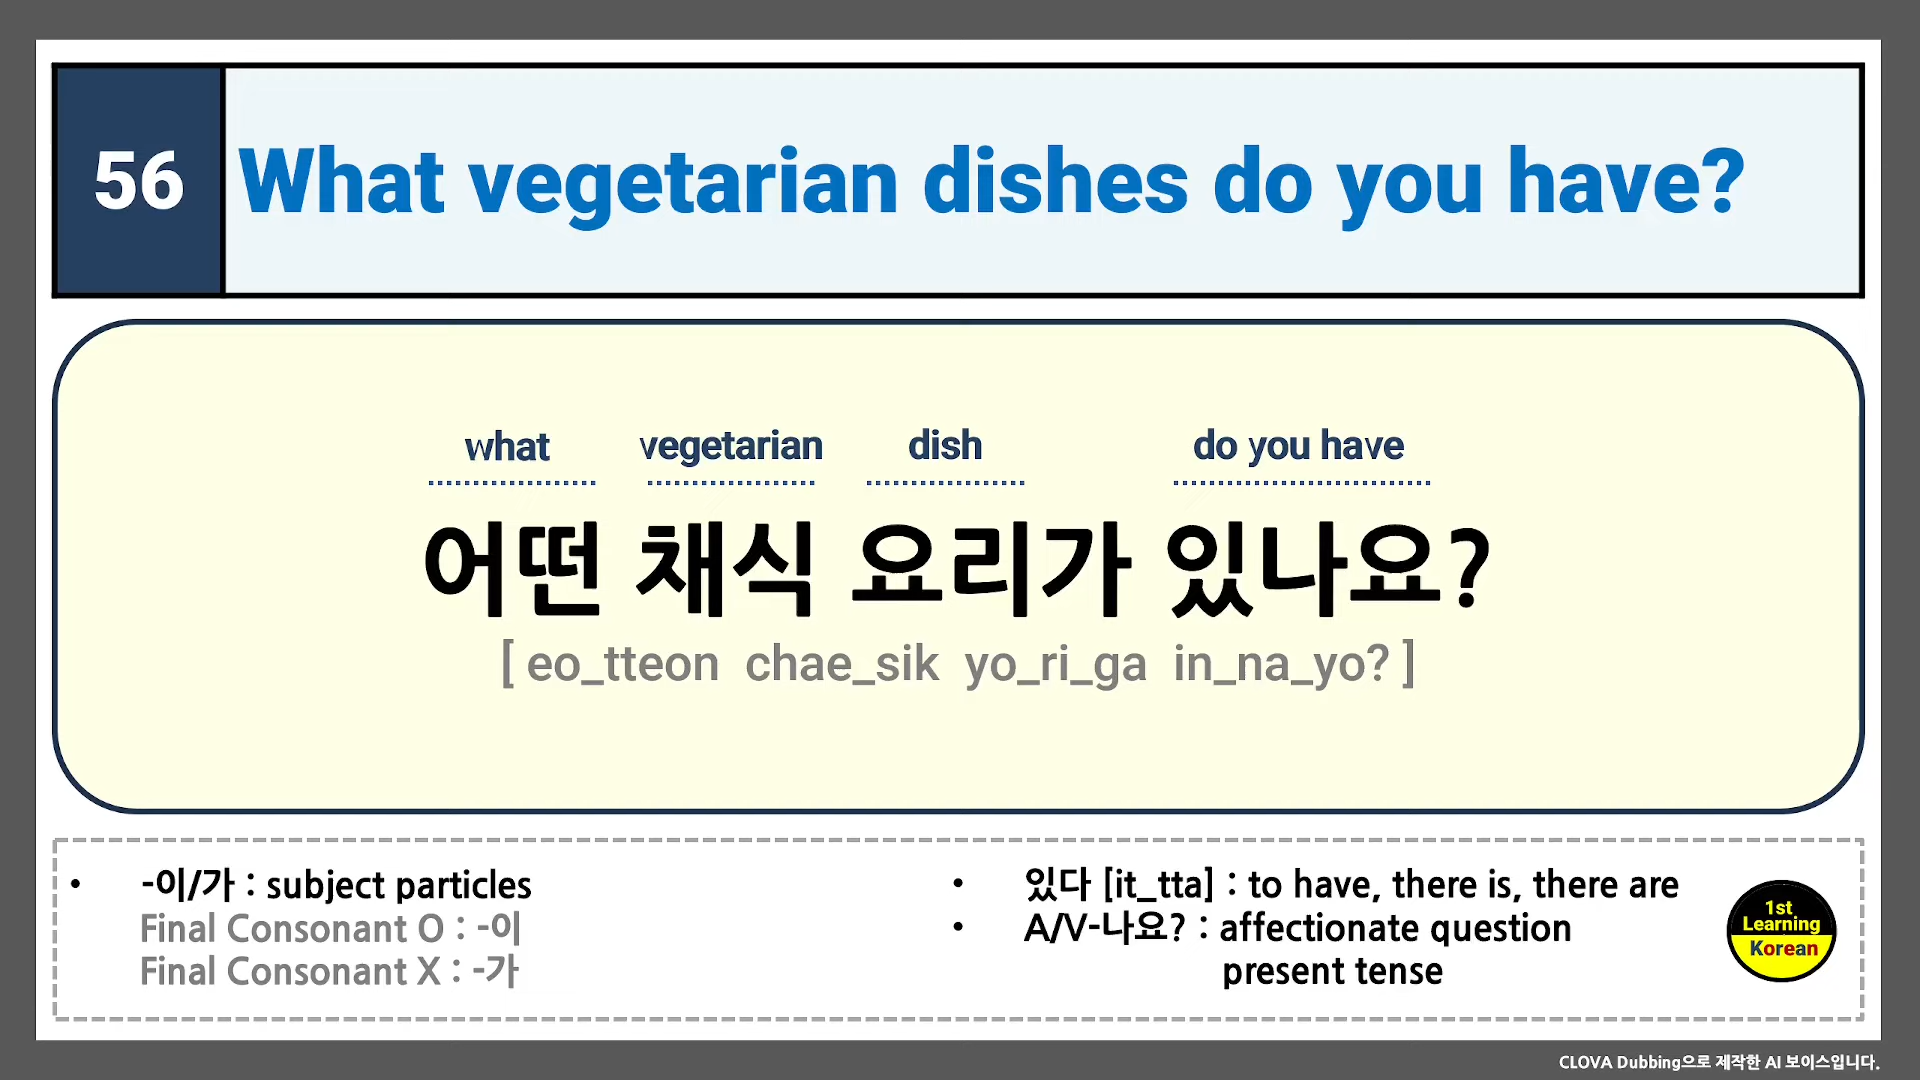 56
What vegetarian dishes do you have?
what vegetarian dish do you have
어떤 채식 요리가 있나요?
[ eo_tteon chae_sik yo_ri_ga in_na_yo? ]
• -이/가 : subject particles
Final Consonant O : -이
Final Consonant X : -가
• 있다 [it_tta] : to have, there is, there are
• A/V-나요? : affectionate question
present tense
1st
Learning
Korean
CLOVA Dubbing으로 제작한 AI 보이스입니다.